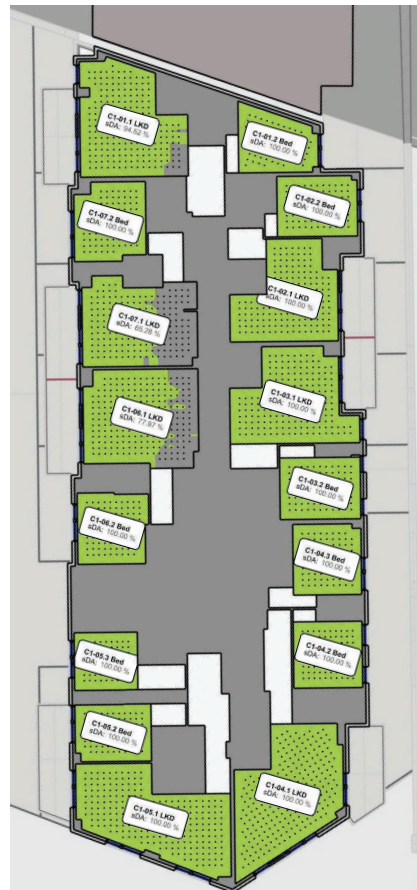 C1-01.1 LKD
sDA: 94.62 %
C1-01.2 Bed
sDA: 100.00 %
C1-07.2 Bed
sDA: 100.00 %
C1-02.2 Bed
sDA: 100.00 %
C1-02.1 LKD
sDA: 100.00 %
C1-07.1 LKD
sDA: 65.28 %
C1-03.1 LKD
sDA: 100.00 %
C1-06.1 LKD
sDA: 77.97 %
C1-03.2 Bed
sDA: 100.00 %
C1-06.2 Bed
sDA: 100.00 %
C1-04.3 Bed
sDA: 100.00 %
C1-05.3 Bed
sDA: 100.00 %
C1-04.2 Bed
sDA: 100.00 %
C1-05.2 Bed
sDA: 100.00 %
C1-04.1 LKD
sDA: 100.00 %
C1-05.1 LKD
sDA: 100.00 %